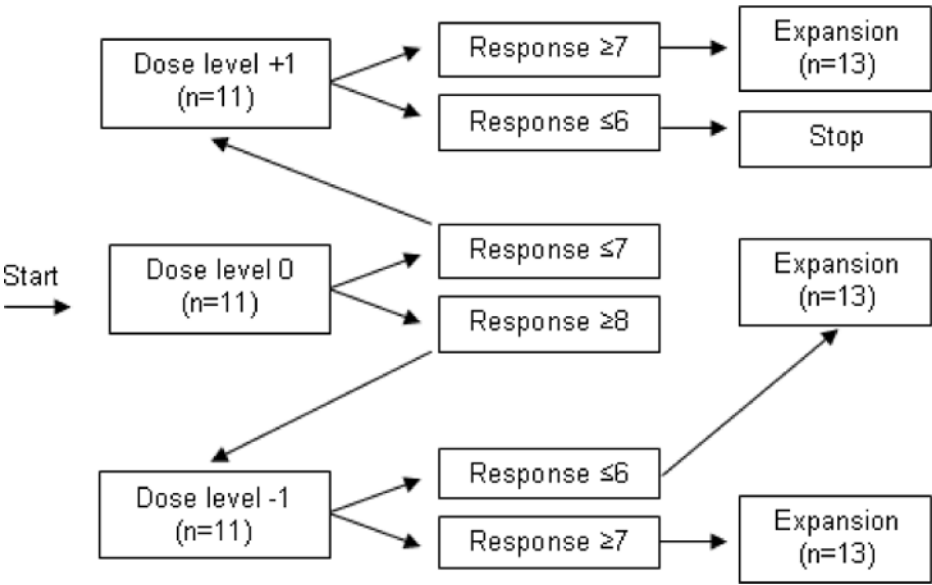 Dose level +1
(n=11)
Response ≥7
Response ≤6
Expansion
(n=13)
Stop
Start
Dose level 0
(n=11)
Response ≤7
Response ≥8
Expansion
(n=13)
Dose level -1
(n=11)
Response ≤6
Response ≥7
Expansion
(n=13)